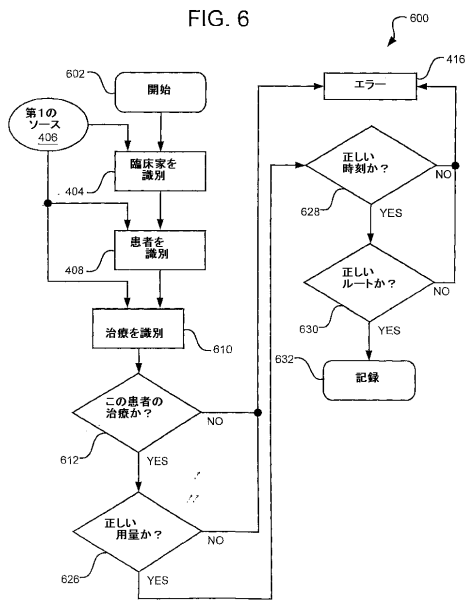 FIG. 6
600
602
開始
第1の
ソース
406
臨床家を
識別
404
患者を
識別
408
治療を識別
610
この患者の
治療か?
NO
612
YES
正しい
用量か?
NO
626
YES
エラー
416
正しい
時刻か?
NO
628
YES
正しい
ルートか?
NO
630
YES
632
記録